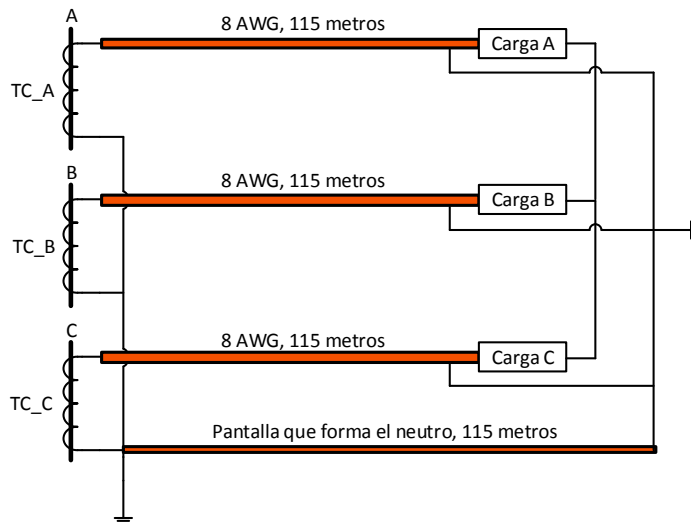 A
8 AWG, 115 metros
Carga A
TC_A
B
8 AWG, 115 metros
Carga B
TC_B
C
8 AWG, 115 metros
Carga C
TC_C
Pantalla que forma el neutro, 115 metros